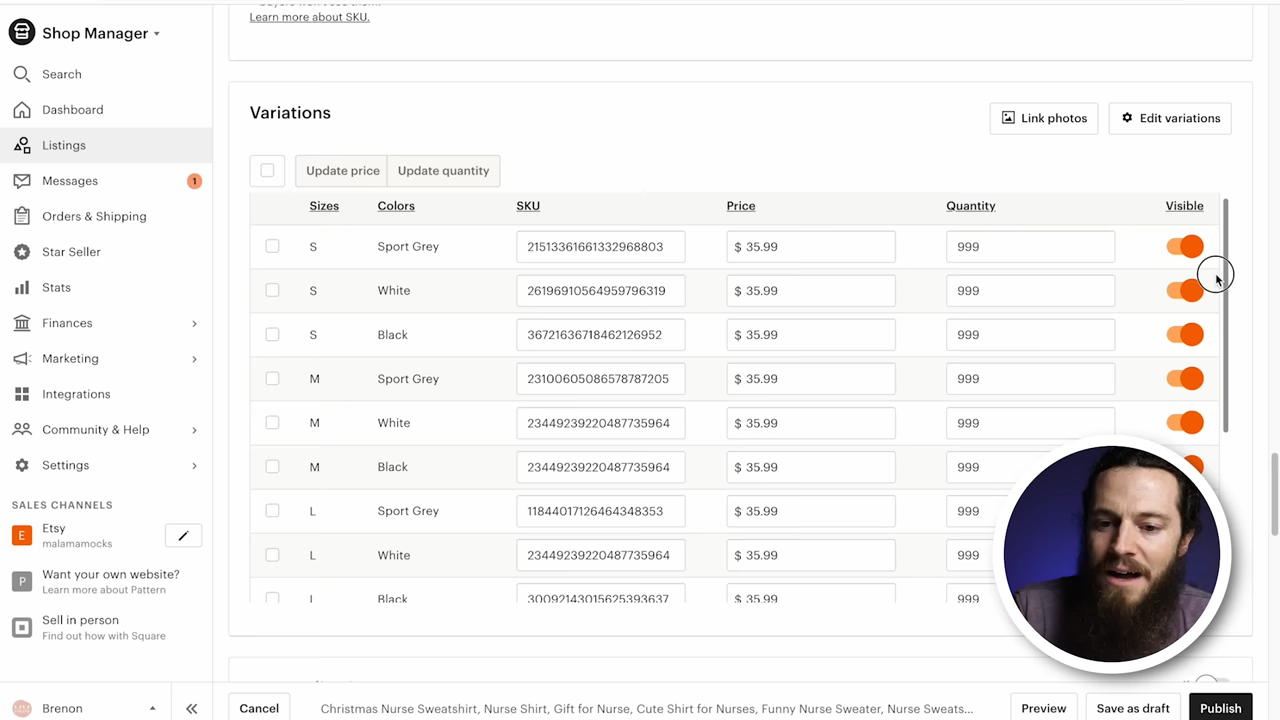 Learn more about SKU.
Shop Manager
Search
Dashboard
Listings
Messages 1
Orders & Shipping
Star Seller
Stats
Finances
Marketing
Integrations
Community & Help
Settings
SALES CHANNELS
E Etsy
malamamocks
P Want your own website?
Learn more about Pattern
Sell in person
Find out how with Square
Brenon
Variations
Link photos
Edit variations
Update price Update quantity
Sizes Colors SKU Price Quantity Visible
S Sport Grey 21513361661332968803 $ 35.99 999
S White 26196910564959796319 $ 35.99 999
S Black 36721636718462126952 $ 35.99 999
M Sport Grey 23100605086578787205 $ 35.99 999
M White 23449239220487735964 $ 35.99 999
M Black 23449239220487735964 $ 35.99 999
L Sport Grey 11844017126464348353 $ 35.99 999
L White 23449239220487735964 $ 35.99 999
L Black 30092143015625393637 $ 35.99 999
Cancel
Christmas Nurse Sweatshirt, Nurse Shirt, Gift for Nurse, Cute Shirt for Nurses, Funny Nurse Sweater, Nurse Sweats...
Preview
Save as draft
Publish